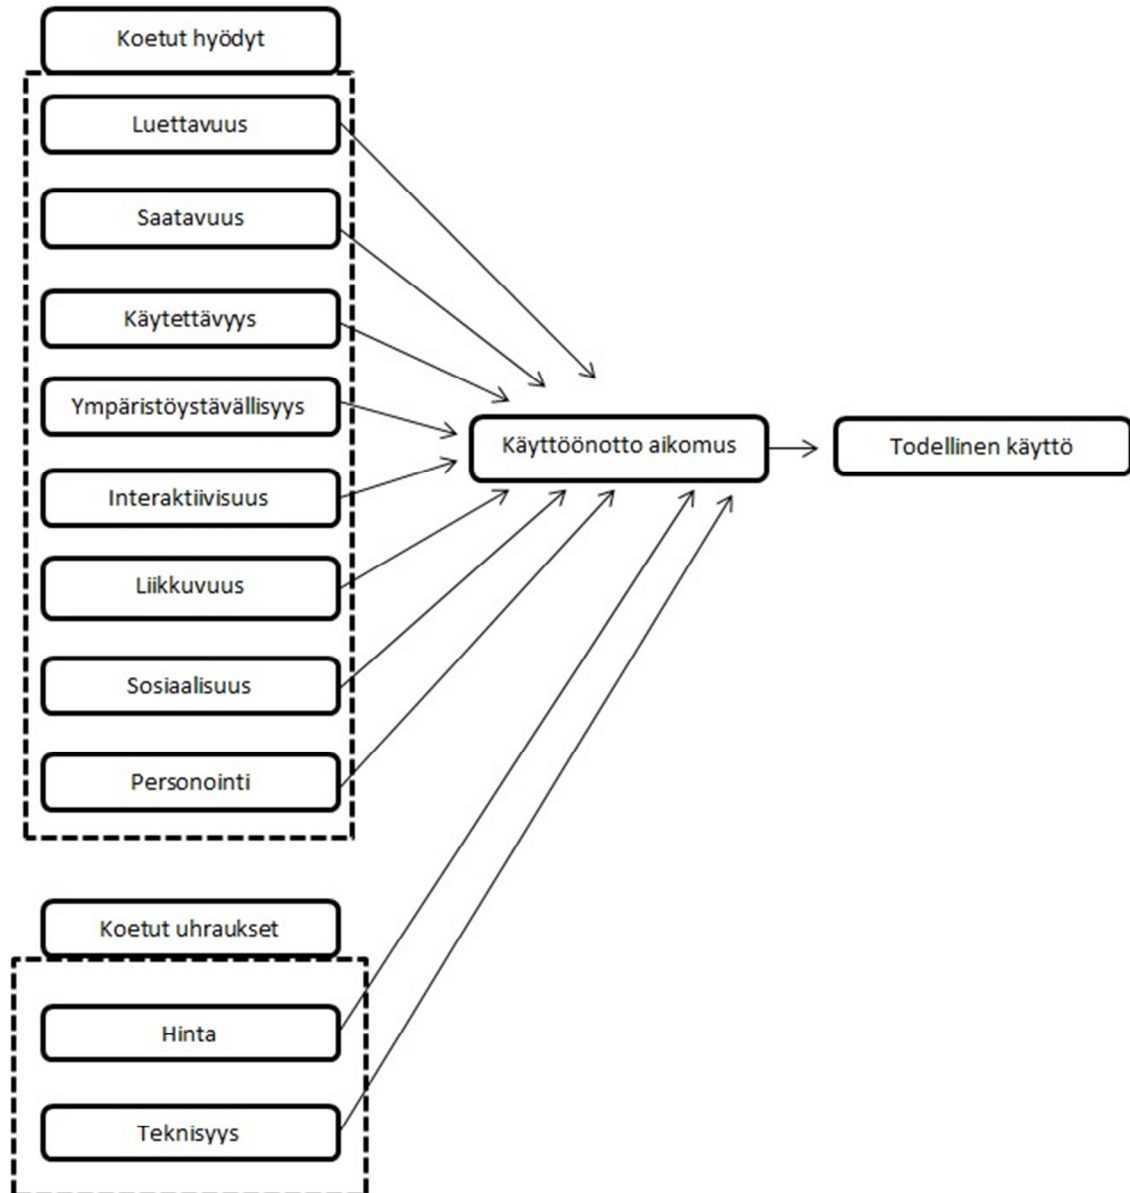 Koetut hyödyt
Luettavuus
Saatavuus
Käytettävyys
Ympäristöystävällisyys
Interaktiivisuus
Liikkuvuus
Sosiaalisuus
Personointi
Käyttöönotto aikomus
Todellinen käyttö
Koetut uhraukset
Hinta
Teknisyys